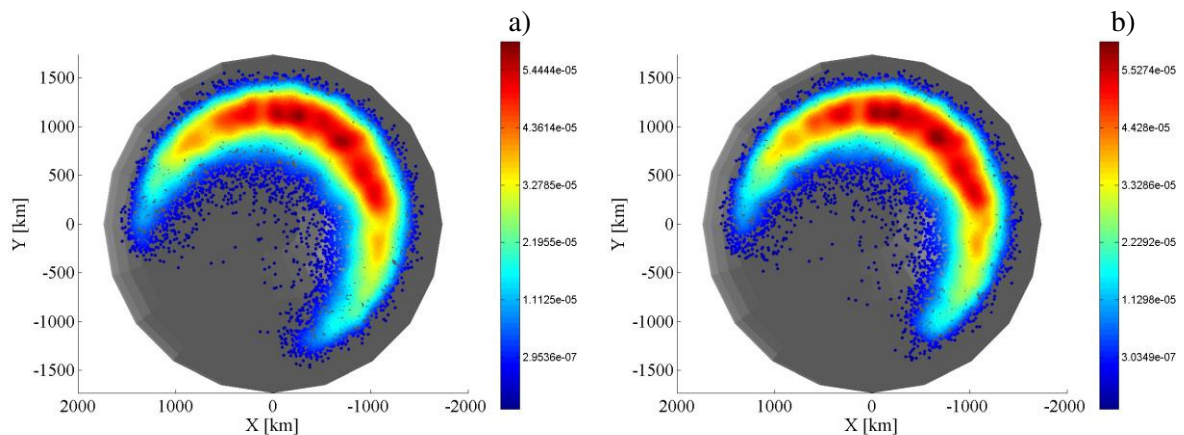 a)
1500
1000
500
0
-500
-1000
-1500
Y [km]
2000 1000 0 -1000 -2000
X [km]
5.4444e-05
4.3614e-05
3.2785e-05
2.1955e-05
1.1125e-05
2.9536e-07
b)
1500
1000
500
0
-500
-1000
-1500
Y [km]
2000 1000 0 -1000 -2000
X [km]
5.5274e-05
4.428e-05
3.3286e-05
2.2292e-05
1.1298e-05
3.0349e-07